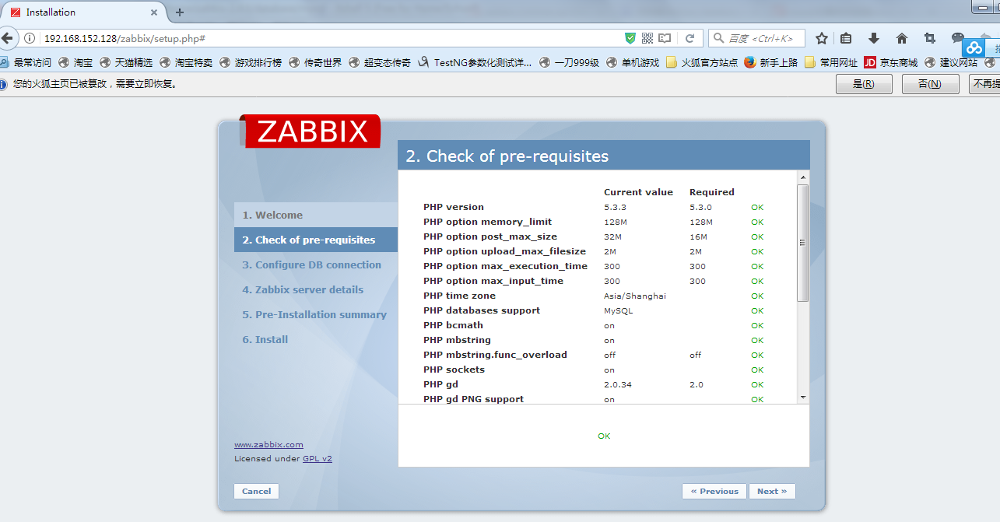 Installation
192.168.152.128/zabbix/setup.php#
百度 <Ctrl+K>
最常访问 淘宝 天猫精选 淘宝特卖 游戏排行榜 传奇世界 超变态传奇 TestNG参数化测试详... 一刀999级 单机游戏 火狐官方站点 新手上路 常用网址 JD 京东商城 建议网站
您的火狐主页已被篡改，需要立即恢复。 是(R) 否(N) 不再提
ZABBIX
2. Check of pre-requisites
1. Welcome
2. Check of pre-requisites
3. Configure DB connection
4. Zabbix server details
5. Pre-Installation summary
6. Install
Current value Required
PHP version 5.3.3 5.3.0 OK
PHP option memory_limit 128M 128M OK
PHP option post_max_size 32M 16M OK
PHP option upload_max_filesize 2M 2M OK
PHP option max_execution_time 300 300 OK
PHP option max_input_time 300 300 OK
PHP time zone Asia/Shanghai OK
PHP databases support MySQL OK
PHP bcmath on OK
PHP mbstring on OK
PHP mbstring.func_overload off off OK
PHP sockets on OK
PHP gd 2.0.34 2.0 OK
PHP gd PNG support on OK
OK
www.zabbix.com
Licensed under GPL v2
Cancel « Previous Next »